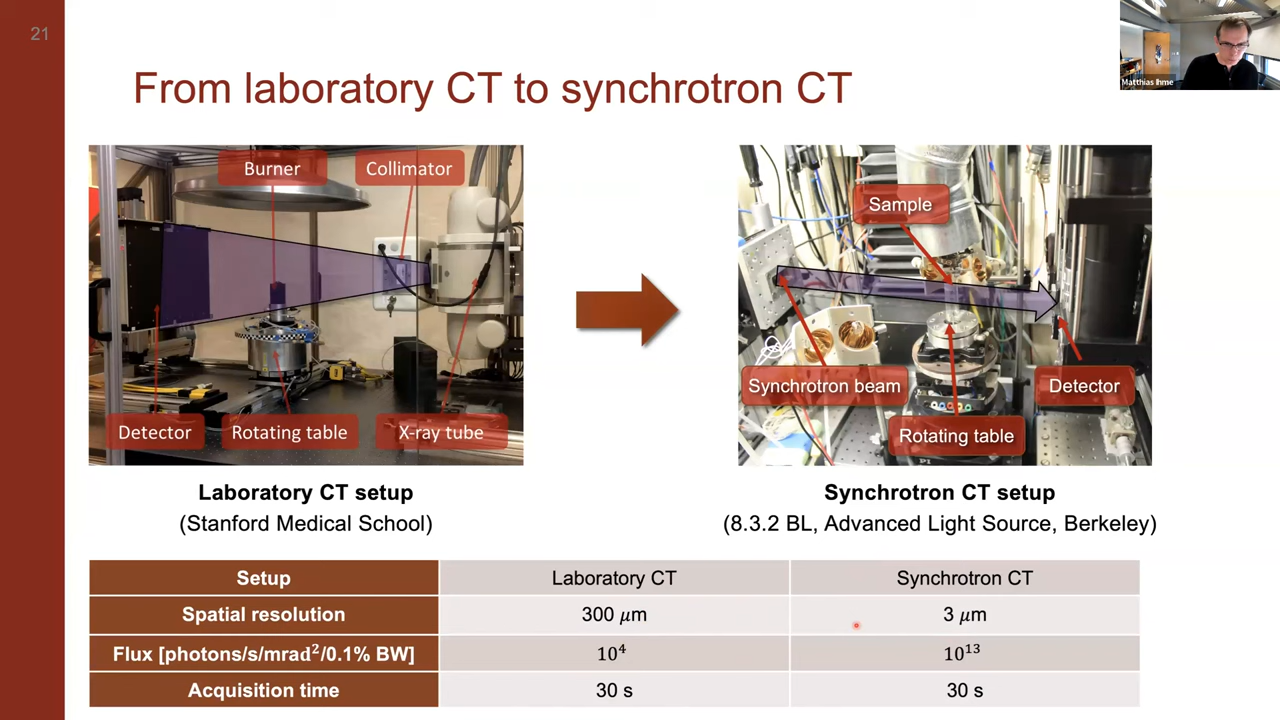 21
From laboratory CT to synchrotron CT
Matthias Ihme
Burner
Collimator
Detector
Rotating table
X-ray tube
Sample
Synchrotron beam
Detector
Rotating table
Laboratory CT setup
(Stanford Medical School)
Synchrotron CT setup
(8.3.2 BL, Advanced Light Source, Berkeley)
Setup Laboratory CT Synchrotron CT
Spatial resolution 300 μm 3 μm
Flux [photons/s/mrad²/0.1% BW] 10⁴ 10¹³
Acquisition time 30 s 30 s